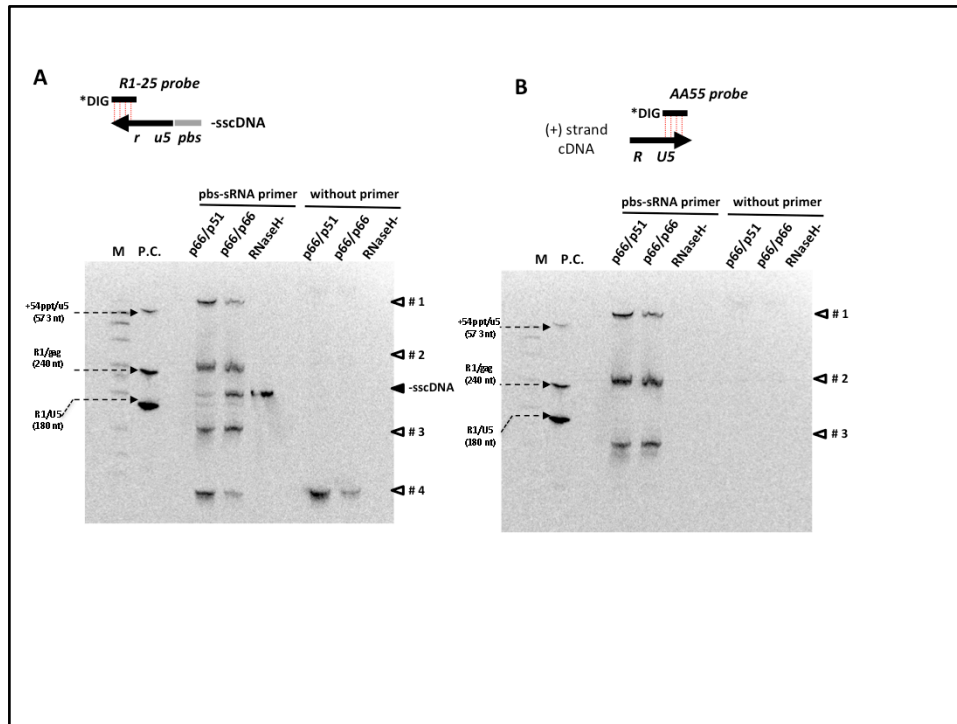 A
R1-25 probe
*DIG
-sscDNA
r u5 pbs
pbs-sRNA primer without primer
p66/p51
p66/p66
RNaseH-
p66/p51
p66/p66
RNaseH-
M P.C.
+54ppt/u5
(573 nt)
R1/gag
(240 nt)
R1/U5
(180 nt)
# 1
# 2
-sscDNA
# 3
# 4
B
AA55 probe
*DIG
(+) strand
cDNA
R U5
pbs-sRNA primer without primer
p66/p51
p66/p66
RNaseH-
p66/p51
p66/p66
RNaseH-
M P.C.
+54ppt/u5
(573 nt)
R1/gag
(240 nt)
R1/U5
(180 nt)
# 1
# 2
# 3